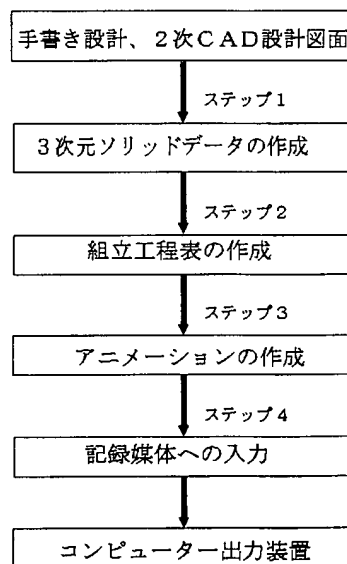 手書き設計、2次CAD設計図面
ステップ1
3次元ソリッドデータの作成
ステップ2
組立工程表の作成
ステップ3
アニメーションの作成
ステップ4
記録媒体への入力
コンピューター出力装置